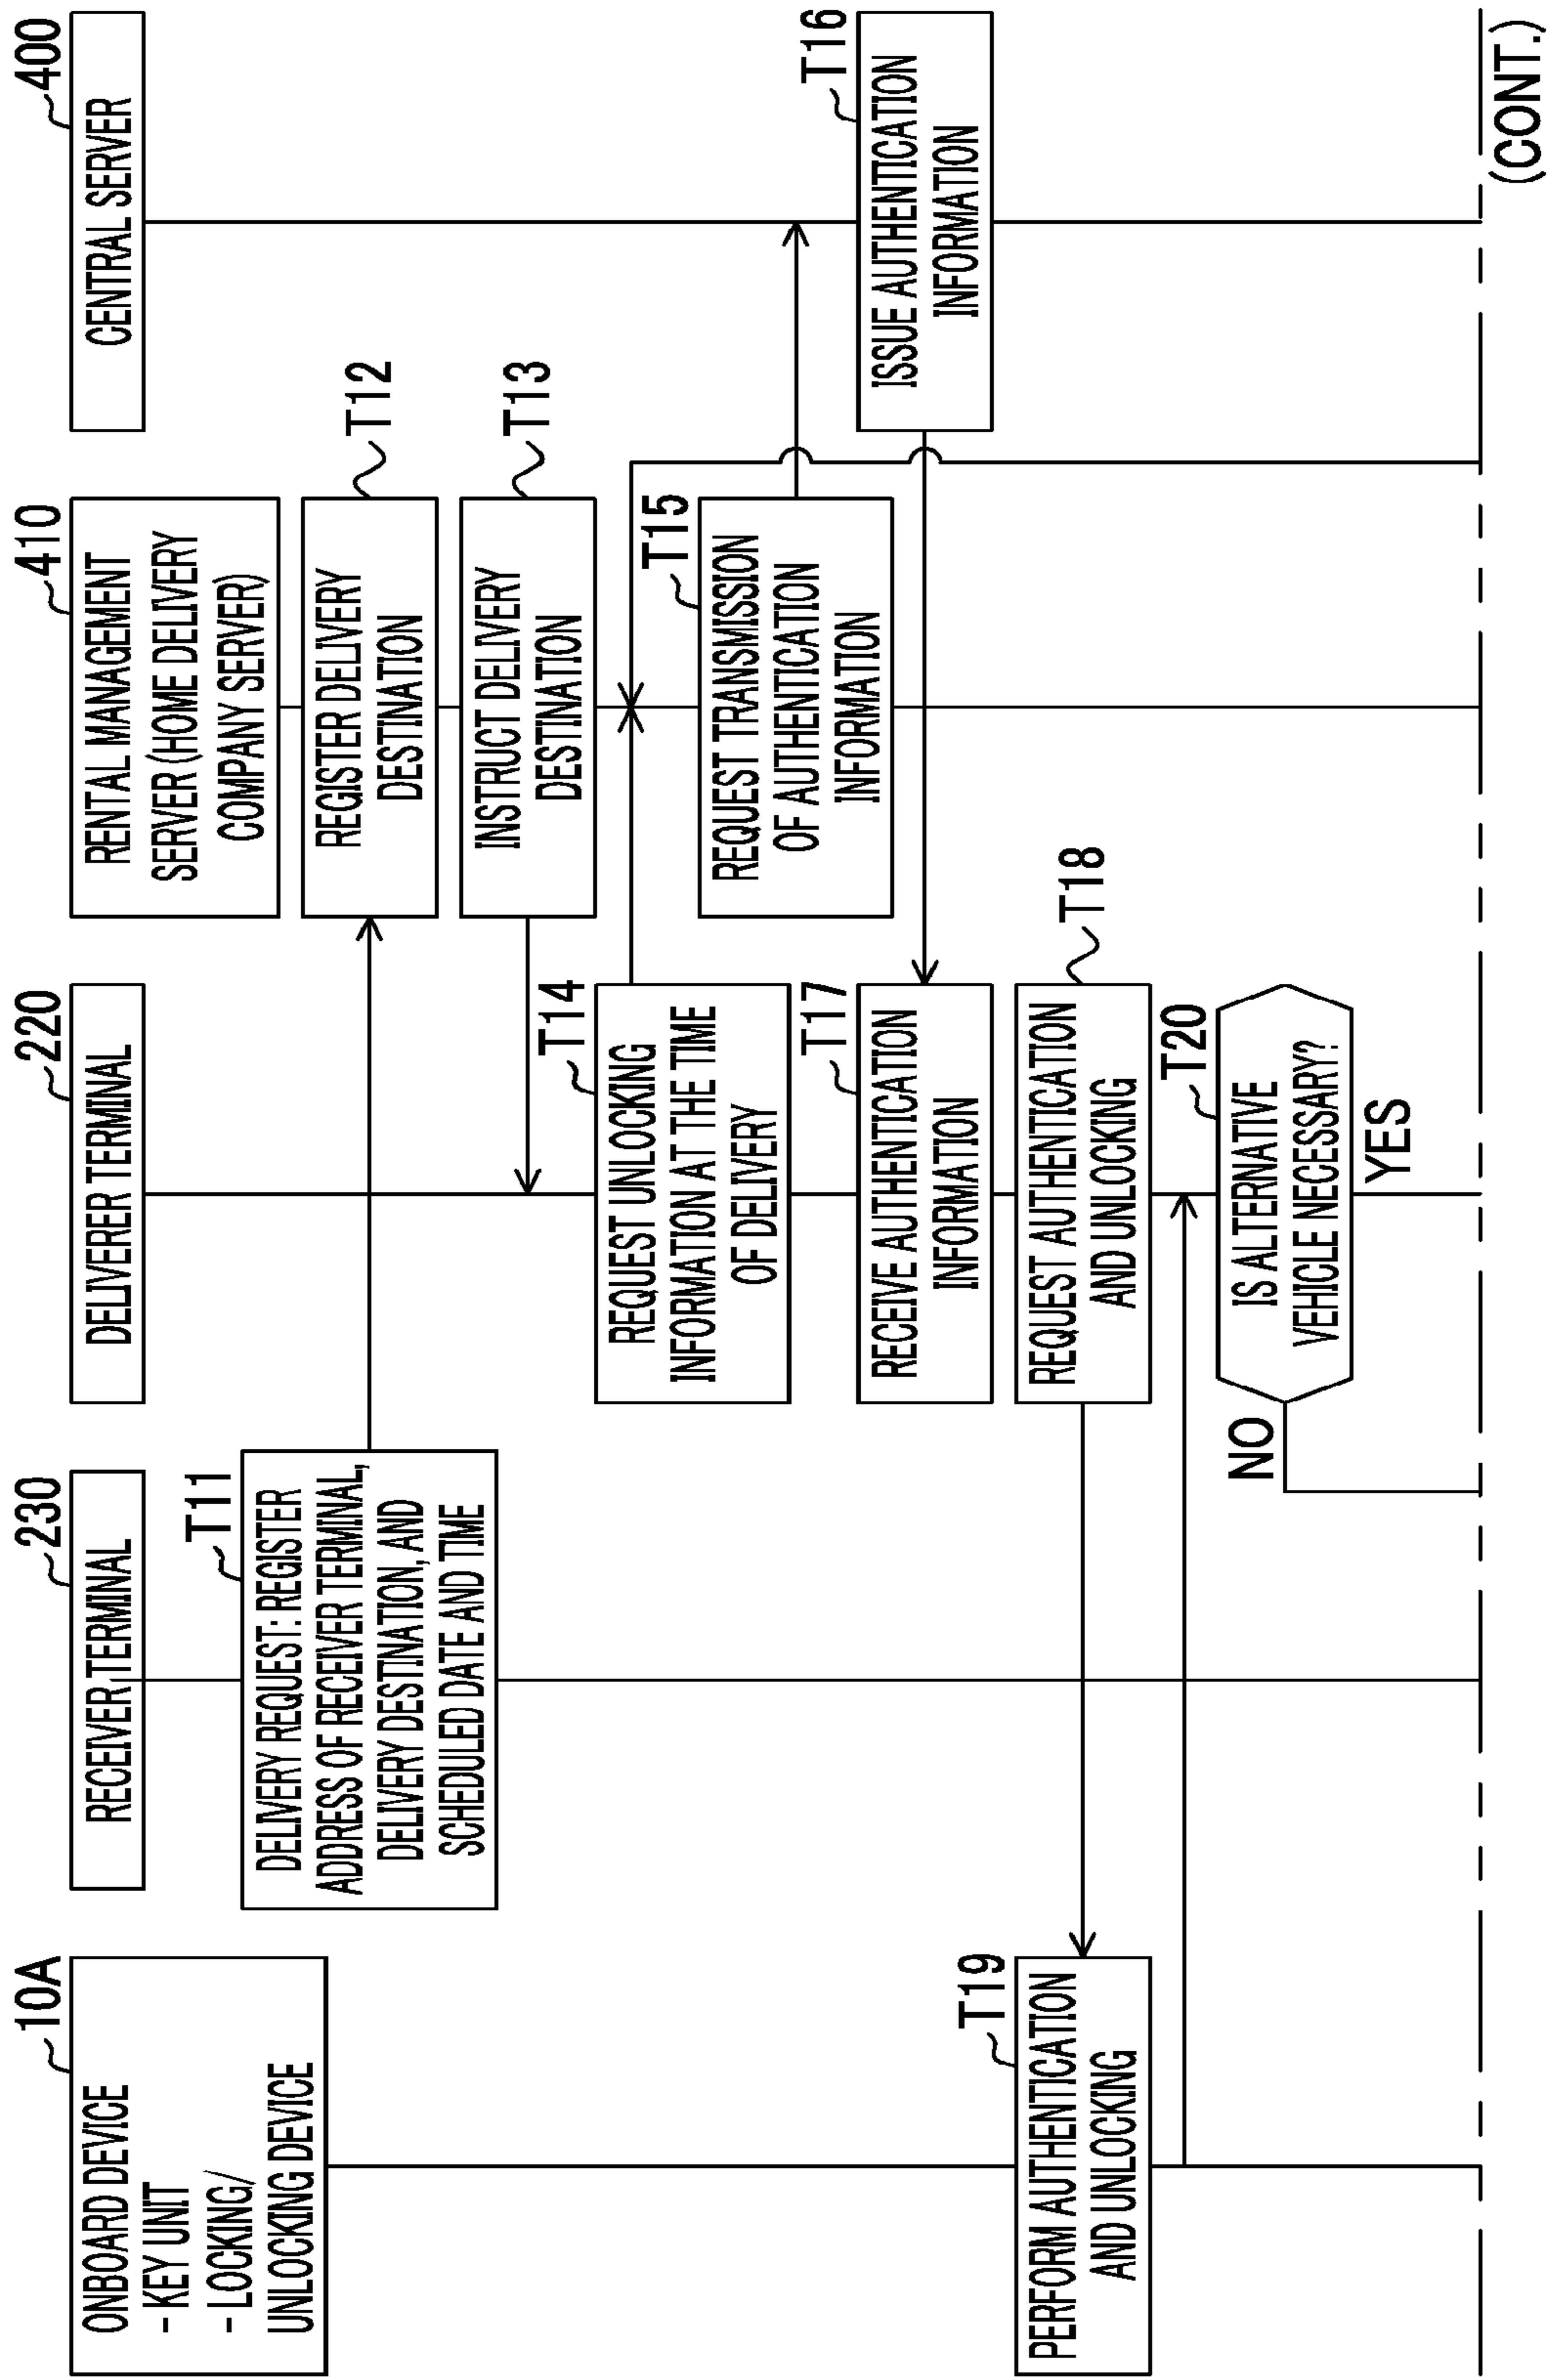 10A
ONBOARD DEVICE
- KEY UNIT
- LOCKING/
UNLOCKING DEVICE
230
RECEIVER TERMINAL
220
DELIVERER TERMINAL
410
RENTAL MANAGEMENT
SERVER (HOME DELIVERY
COMPANY SERVER)
400
CENTRAL SERVER
T11
DELIVERY REQUEST: REGISTER
ADDRESS OF RECEIVER TERMINAL,
DELIVERY DESTINATION, AND
SCHEDULED DATE AND TIME
T12
REGISTER DELIVERY
DESTINATION
T13
INSTRUCT DELIVERY
DESTINATION
T14
REQUEST UNLOCKING
INFORMATION AT THE TIME
OF DELIVERY
T15
REQUEST TRANSMISSION
OF AUTHENTICATION
INFORMATION
T16
ISSUE AUTHENTICATION
INFORMATION
T17
RECEIVE AUTHENTICATION
INFORMATION
T18
REQUEST AUTHENTICATION
AND UNLOCKING
T19
PERFORM AUTHENTICATION
AND UNLOCKING
T20
IS ALTERNATIVE
VEHICLE NECESSARY?
NO
YES
(CONT.)